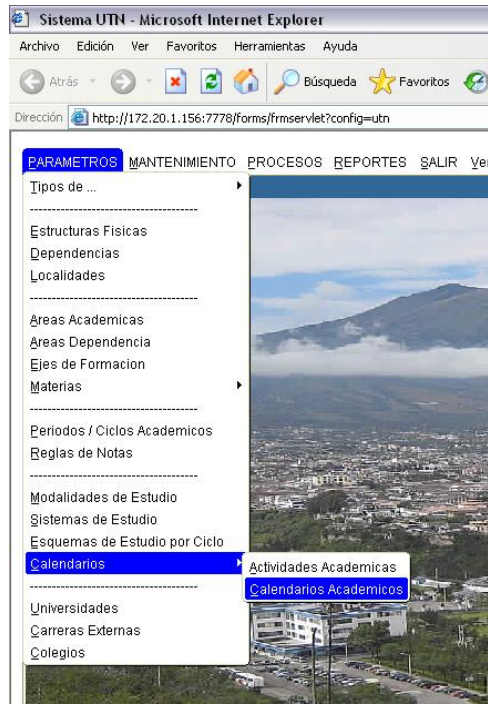 Sistema UTN - Microsoft Internet Explorer
Archivo Edición Ver Favoritos Herramientas Ayuda
Atrás Búsqueda Favoritos
Dirección http://172.20.1.156:7778/forms/frmservlet?config=utn
PARAMETROS MANTENIMIENTO PROCESOS REPORTES SALIR Ve
Tipos de ...
------------------------------------
Estructuras Fisicas
Dependencias
Localidades
------------------------------------
Areas Academicas
Areas Dependencia
Ejes de Formacion
Materias
------------------------------------
Periodos / Ciclos Academicos
Reglas de Notas
------------------------------------
Modalidades de Estudio
Sistemas de Estudio
Esquemas de Estudio por Ciclo
Calendarios
Actividades Academicas
Calendarios Academicos
------------------------------------
Universidades
Carreras Externas
Colegios